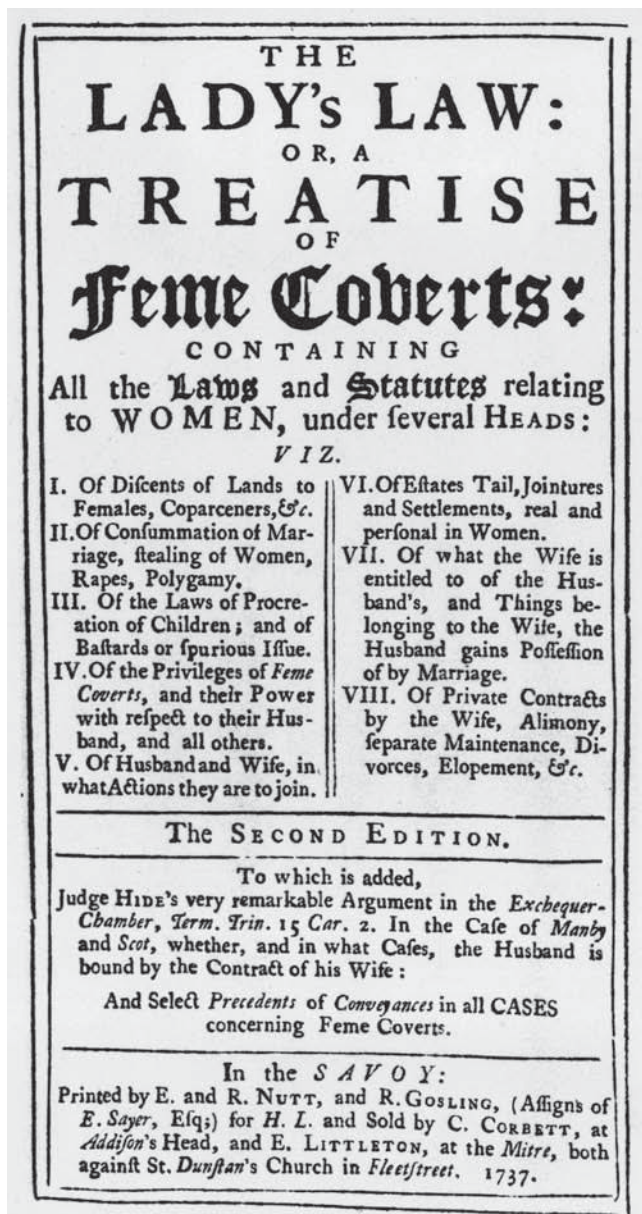 THE
LADY's LAW:
OR, A
TREATISE
OF
Feme Coverts:
CONTAINING
All the Laws and Statutes relating
to WOMEN, under ſeveral HEADS:
VIZ.
I. Of Diſcents of Lands to
Females, Coparceners, &c.
II. Of Conſummation of Mar-
riage, ſtealing of Women,
Rapes, Polygamy.
III. Of the Laws of Procre-
ation of Children; and of
Baſtards or ſpurious Iſſue.
IV. Of the Privileges of Feme
Coverts, and their Power
with reſpect to their Huſ-
band, and all others.
V. Of Husband and Wife, in
what Actions they are to join.
VI. Of Eſtates Tail, Jointures
and Settlements, real and
perſonal in Women.
VII. Of what the Wife is
entitled to of the Huſ-
band's, and Things be-
longing to the Wife, the
Husband gains Poſſeſſion
of by Marriage.
VIII. Of Private Contracts
by the Wife, Alimony,
ſeparate Maintenance, Di-
vorces, Elopement, &c.
The SECOND EDITION.
To which is added,
Judge HIDE's very remarkable Argument in the Exchequer-
Chamber, Term. Trin. 15 Car. 2. In the Caſe of Manby
and Scot, whether, and in what Caſes, the Husband is
bound by the Contract of his Wife:
And Select Precedents of Conveyances in all CASES
concerning Feme Coverts.
In the SAVOY:
Printed by E. and R. NUTT, and R. GOSLING, (Aſſigns of
E. Sayer, Eſq;) for H. L. and Sold by C. CORBETT, at
Addiſon's Head, and E. LITTLETON, at the Mitre, both
againſt St. Dunſtan's Church in Fleetſtreet. 1737.